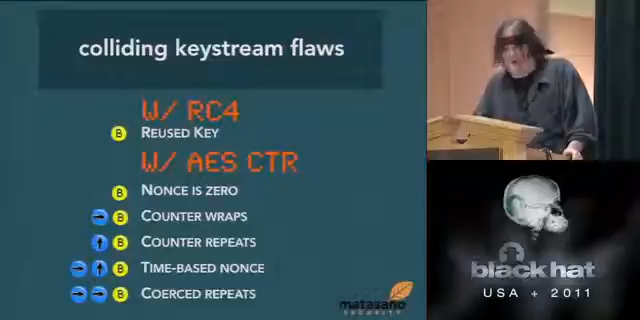 colliding keystream flaws
W/ RC4
B REUSED KEY
W/ AES CTR
B NONCE IS ZERO
B COUNTER WRAPS
B COUNTER REPEATS
B TIME-BASED NONCE
B COERCED REPEATS
matasano
SECURITY
black hat
USA + 2011